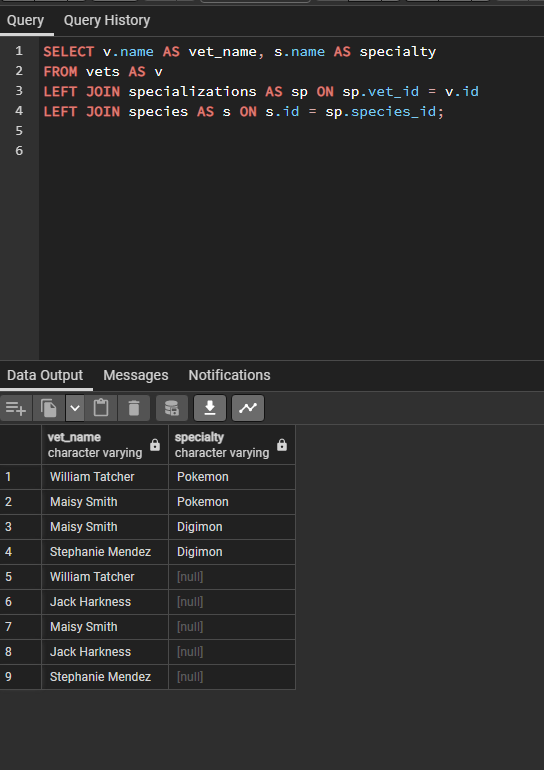 Query Query History
1 SELECT v.name AS vet_name, s.name AS specialty
2 FROM vets AS v
3 LEFT JOIN specializations AS sp ON sp.vet_id = v.id
4 LEFT JOIN species AS s ON s.id = sp.species_id;
5
6
Data Output Messages Notifications
vet_name specialty
character varying character varying
1 William Tatcher Pokemon
2 Maisy Smith Pokemon
3 Maisy Smith Digimon
4 Stephanie Mendez Digimon
5 William Tatcher [null]
6 Jack Harkness [null]
7 Maisy Smith [null]
8 Jack Harkness [null]
9 Stephanie Mendez [null]